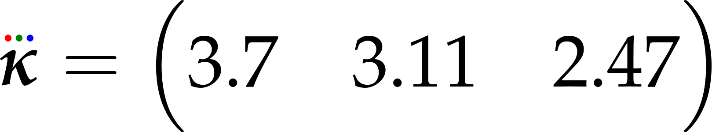 κ⃛ = (3.7 3.11 2.47)